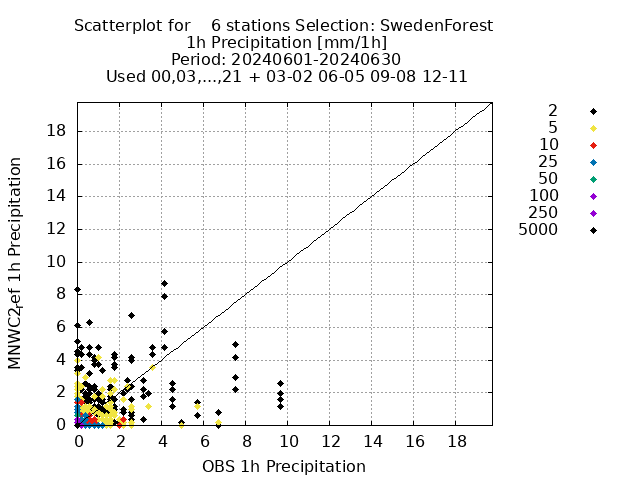 Scatterplot for 6 stations Selection: SwedenForest
1h Precipitation [mm/1h]
Period: 20240601-20240630
Used 00,03,...,21 + 03-02 06-05 09-08 12-11
MNWC2_ref 1h Precipitation
18
16
14
12
10
8
6
4
2
0
0 2 4 6 8 10 12 14 16 18
OBS 1h Precipitation
2
5
10
25
50
100
250
5000